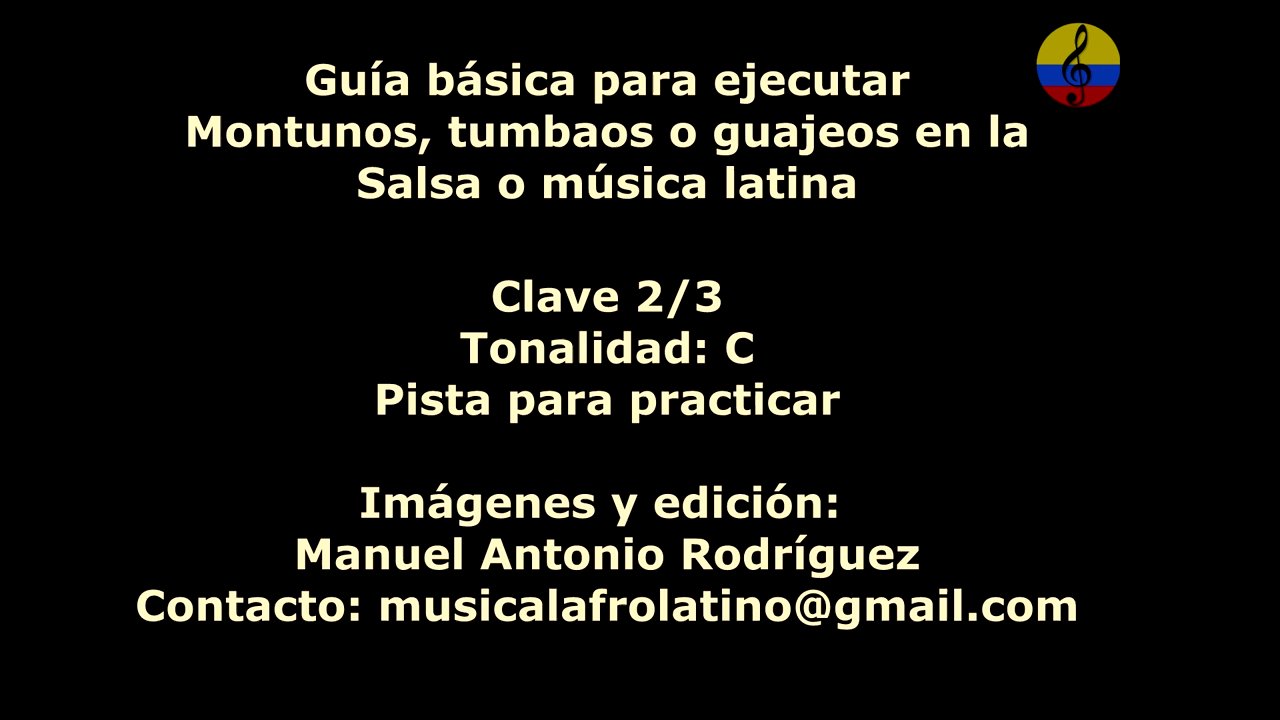 Guía básica para ejecutar
Montunos, tumbaos o guajeos en la
Salsa o música latina
Clave 2/3
Tonalidad: C
Pista para practicar
Imágenes y edición:
Manuel Antonio Rodríguez
Contacto: musicalafrolatino@gmail.com